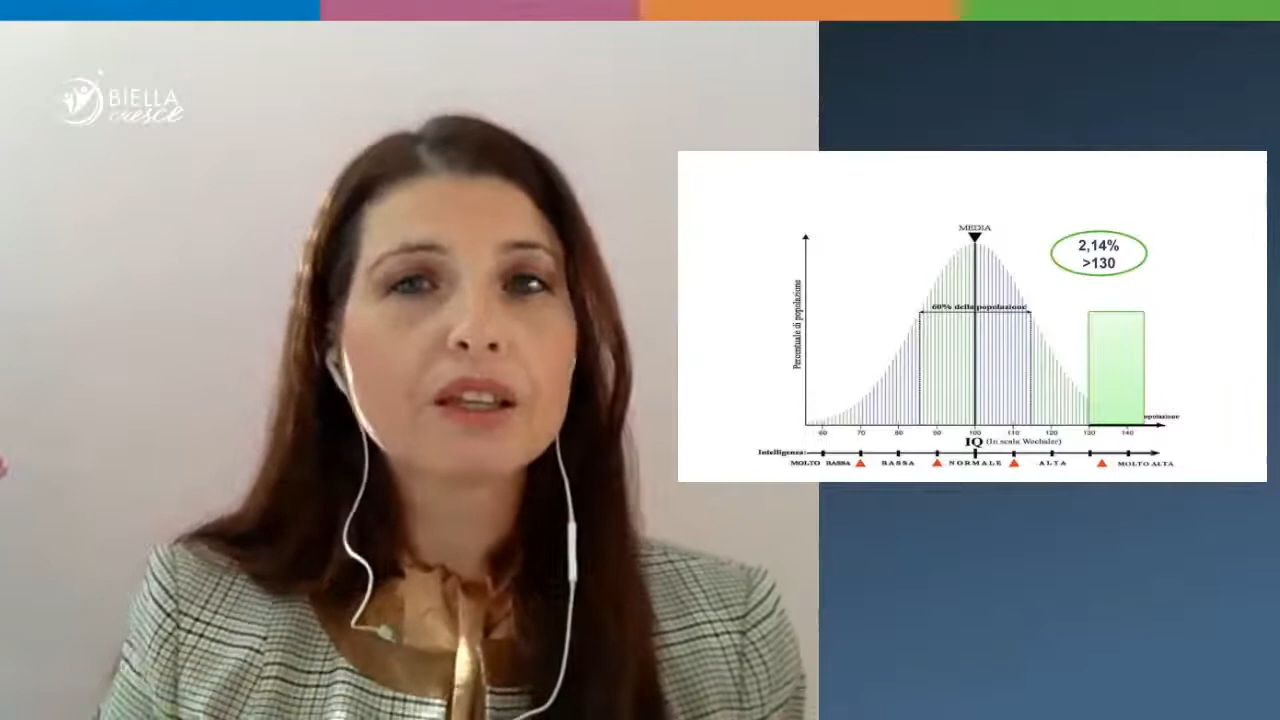 BIELLA
cresce
2,14%
>130
MEDIA
Percentuale di popolazione
60% della popolazione
popolazione
60 70 80 90 100 110 120 130 140
IQ (In scala Wechsler)
Intelligenza:
MOLTO BASSA BASSA NORMALE ALTA MOLTO ALTA